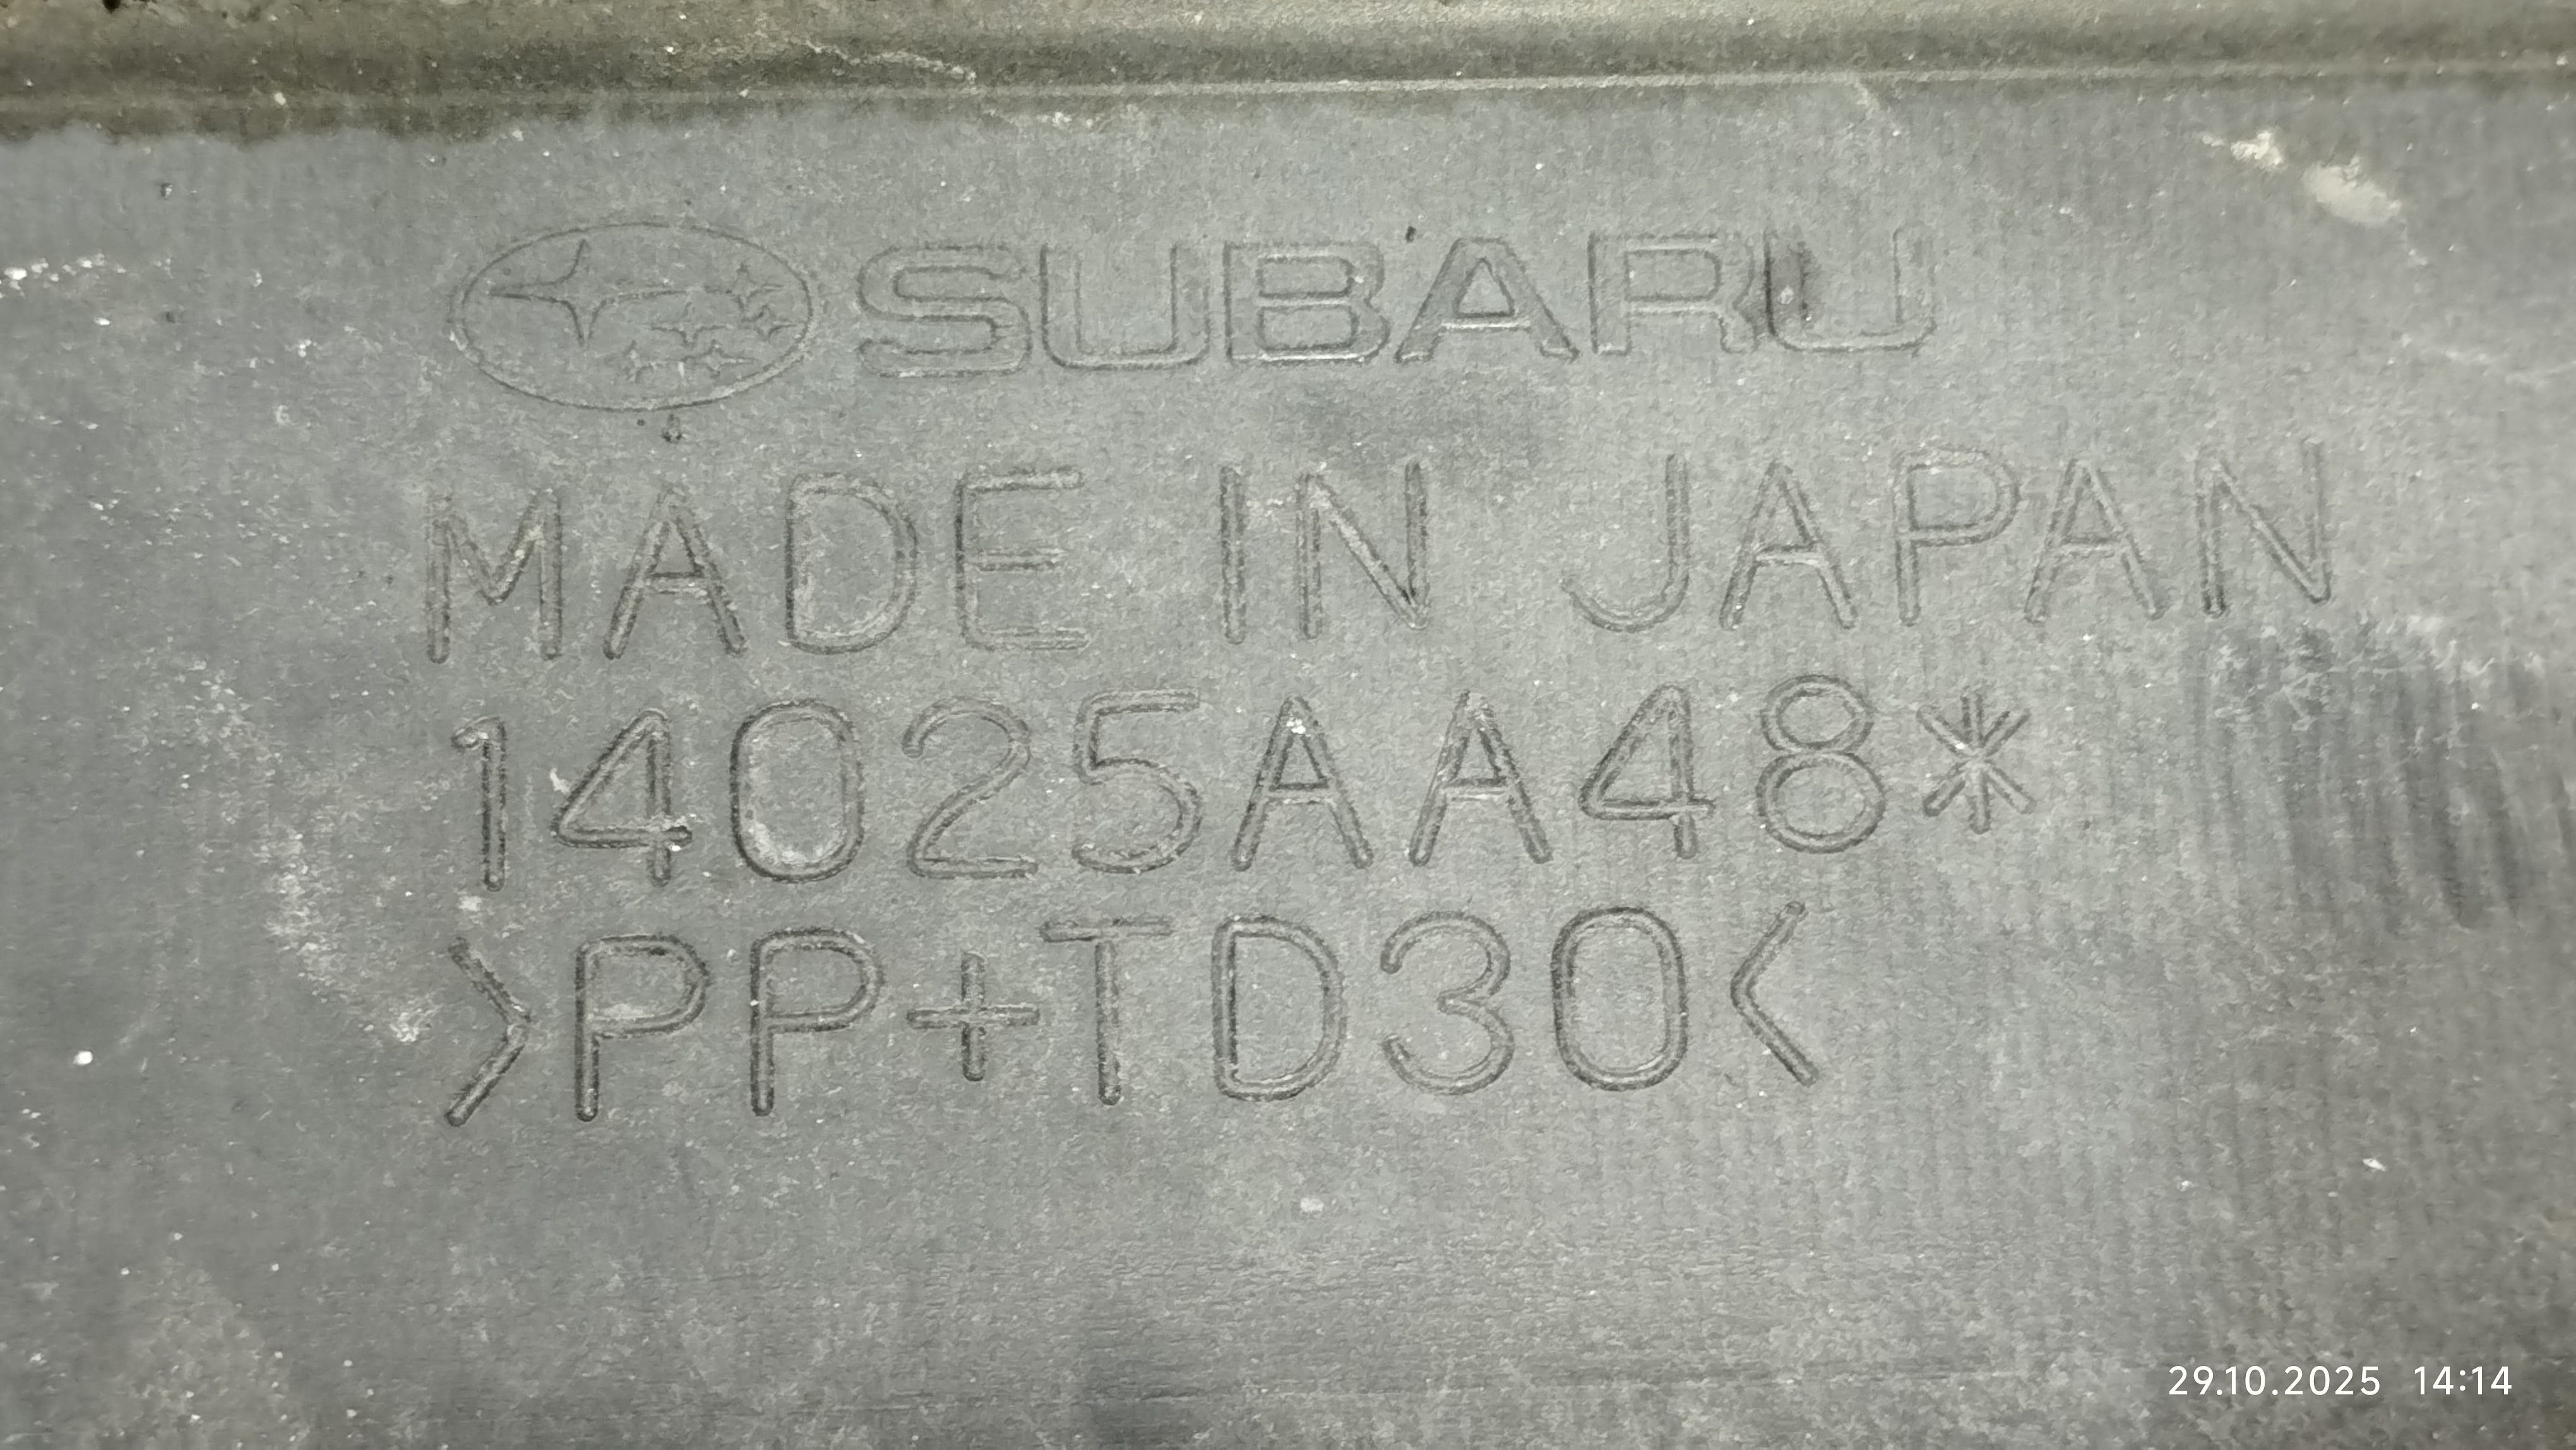 SUBARU
MADE IN JAPAN
14025AA48*
>PP+TD30<
29.10.2025 14:14